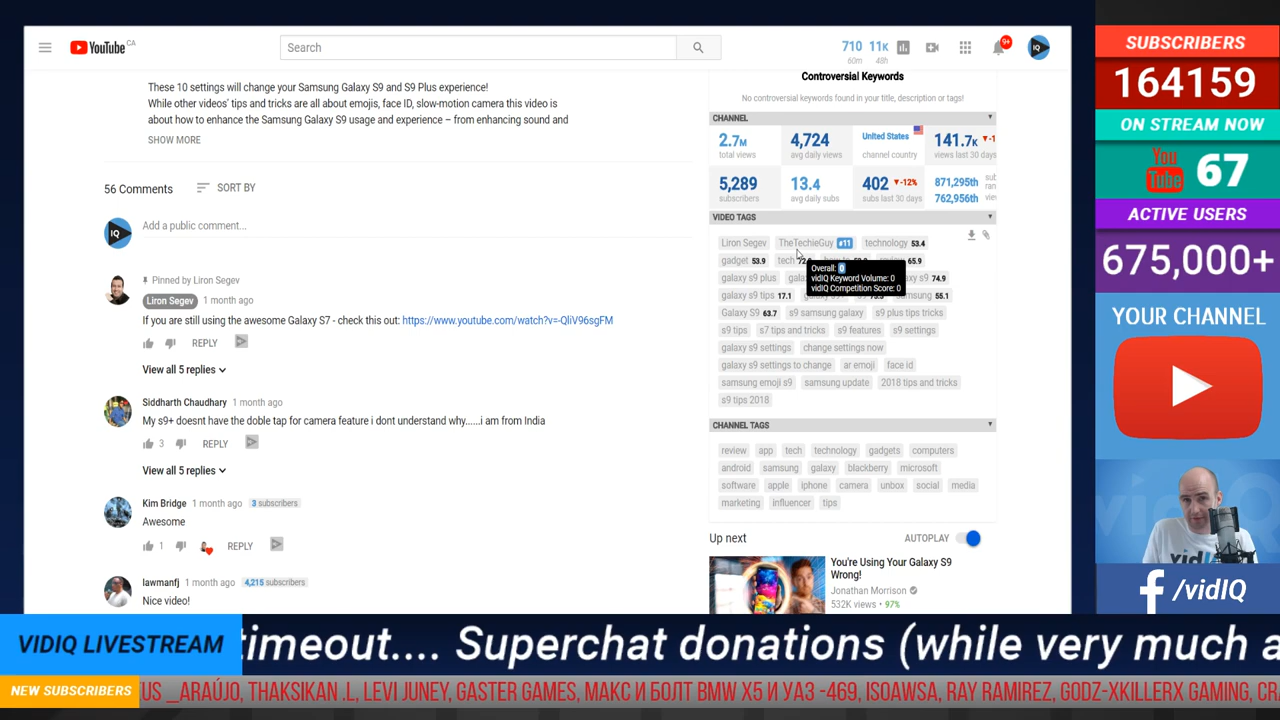 YouTube CA
Search
710 11K
60m 48h
9+
IQ
These 10 settings will change your Samsung Galaxy S9 and S9 Plus experience!
While other videos' tips and tricks are all about emojis, face ID, slow-motion camera this video is
about how to enhance the Samsung Galaxy S9 usage and experience – from enhancing sound and
SHOW MORE
56 Comments SORT BY
IQ
Add a public comment...
Pinned by Liron Segev
Liron Segev 1 month ago
If you are still using the awesome Galaxy S7 - check this out: https://www.youtube.com/watch?v=-QliV96sgFM
REPLY
View all 5 replies
Siddharth Chaudhary 1 month ago
My s9+ doesnt have the doble tap for camera feature i dont understand why......i am from India
3 REPLY
View all 5 replies
Kim Bridge 1 month ago 3 subscribers
Awesome
1 REPLY
lawmanfj 1 month ago 4,215 subscribers
Nice video!
Controversial Keywords
No controversial keywords found in your title, description or tags!
CHANNEL
2.7M 4,724 United States 141.7K
total views avg daily views channel country views last 30 days
5,289 13.4 402 -12% 871,295th
subscribers avg daily subs subs last 30 days 762,956th
VIDEO TAGS
Liron Segev TheTechieGuy #11 technology 53.4
gadget 53.9 tech 65.9
Overall: 0
vidIQ Keyword Volume: 0
vidIQ Competition Score: 0
galaxy s9 plus 74.9
galaxy s9 tips 17.1 55.1
Galaxy S9 63.7 s9 samsung galaxy s9 plus tips tricks
s9 tips s7 tips and tricks s9 features s9 settings
galaxy s9 settings change settings now
galaxy s9 settings to change ar emoji face id
samsung emoji s9 samsung update 2018 tips and tricks
s9 tips 2018
CHANNEL TAGS
review app tech technology gadgets computers
android samsung galaxy blackberry microsoft
software apple iphone camera unbox social media
marketing influencer tips
Up next AUTOPLAY
You're Using Your Galaxy S9
Wrong!
Jonathan Morrison
532K views • 97%
SUBSCRIBERS
164159
ON STREAM NOW
You Tube 67
ACTIVE USERS
675,000+
YOUR CHANNEL
vidIQ
f /vidIQ
VIDIQ LIVESTREAM timeout.... Superchat donations (while very much a
NEW SUBSCRIBERS US _ARAÚJO, THAKSIKAN .L, LEVI JUNEY, GASTER GAMES, МАКС И БОЛТ BMW X5 И УАЗ -469, ISOAWSA, RAY RAMIREZ, GODZ-XKILLERX GAMING, CR